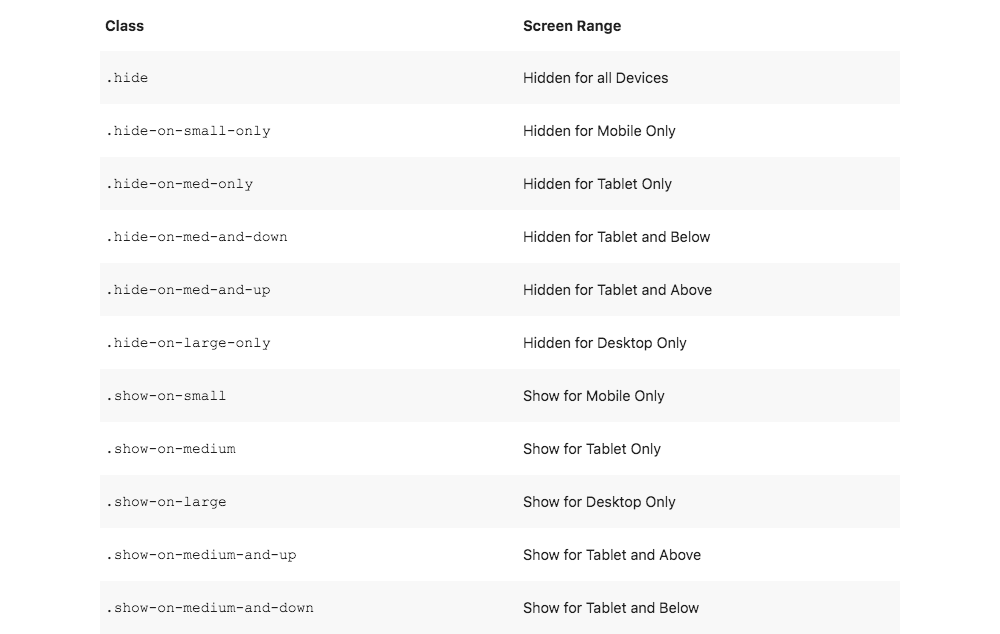 Class Screen Range
.hide Hidden for all Devices
.hide-on-small-only Hidden for Mobile Only
.hide-on-med-only Hidden for Tablet Only
.hide-on-med-and-down Hidden for Tablet and Below
.hide-on-med-and-up Hidden for Tablet and Above
.hide-on-large-only Hidden for Desktop Only
.show-on-small Show for Mobile Only
.show-on-medium Show for Tablet Only
.show-on-large Show for Desktop Only
.show-on-medium-and-up Show for Tablet and Above
.show-on-medium-and-down Show for Tablet and Below